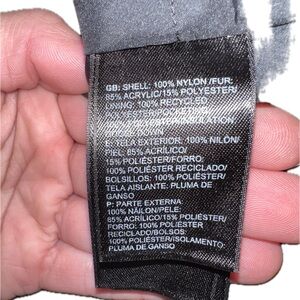 GB: SHELL: 100% NYLON /FUR:
85% ACRYLIC/15% POLYESTER/
LINING: 100% RECYCLED
POLYESTER/
E: TELA EXTERIOR: 100% NILÓN/
PIEL: 85% ACRÍLICO/
15% POLIÉSTER/FORRO:
100% POLIÉSTER RECICLADO/
BOLSILLOS: 100% POLIÉSTER/
TELA AISLANTE: PLUMA DE
GANSO
P: PARTE EXTERNA
100% NÁILON/PELE:
85% ACRÍLICO/15% POLIÉSTER/
FORRO: 100% POLIÉSTER
RECICLADO/BOLSOS:
100% POLIÉSTER/ISOLAMENTO:
PLUMA DE GANSO